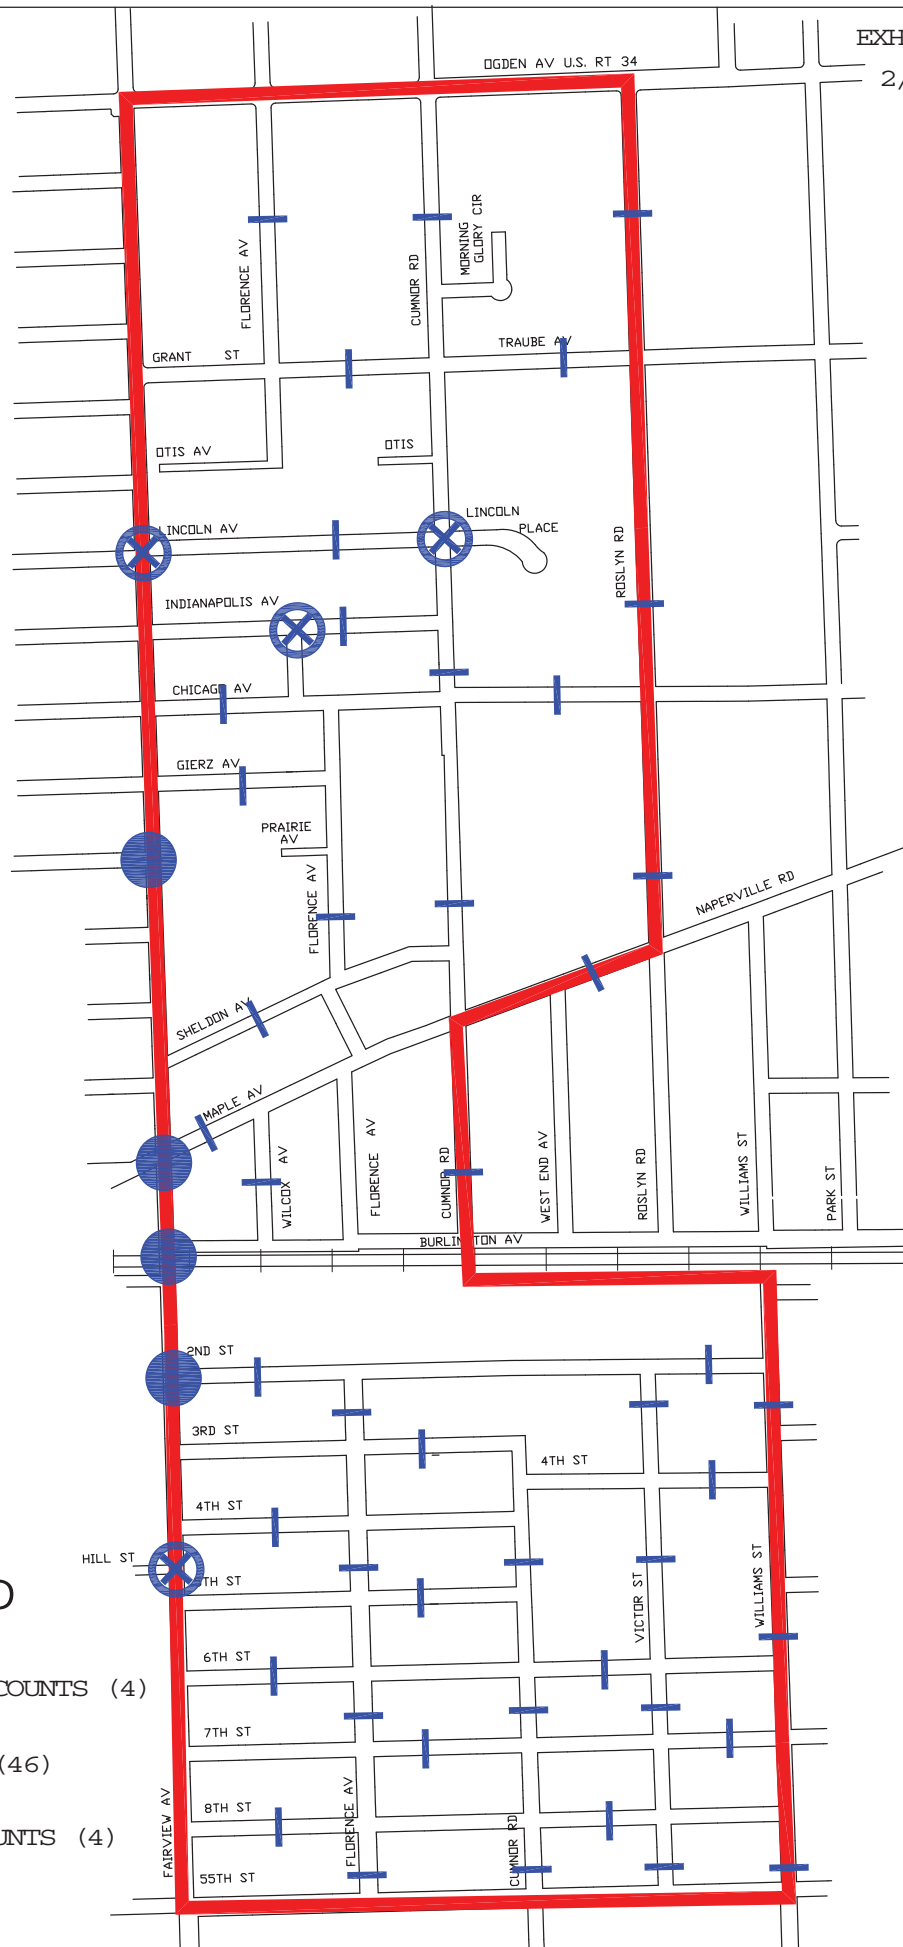 EXH
2/
OGDEN AV U.S. RT 34
MORNING
GLORY CIR
FLORENCE AV
CUMNOR RD
GRANT ST
TRAUBE AV
OTIS AV
OTIS
LINCOLN AV
LINCOLN
PLACE
ROSLYN RD
INDIANAPOLIS AV
CHICAGO AV
GIERZ AV
PRAIRIE
AV
FLORENCE AV
NAPERVILLE RD
SHELDON AV
MAPLE AV
WILCOX AV
FLORENCE AV
CUMNOR RD
WEST END AV
ROSLYN RD
WILLIAMS ST
PARK ST
BURLINGTON AV
2ND ST
3RD ST
4TH ST
4TH ST
HILL ST
5TH ST
VICTOR ST
WILLIAMS ST
D
6TH ST
COUNTS (4)
7TH ST
(46)
8TH ST
UNTS (4)
FAIRVIEW AV
FLORENCE AV
CUMNOR RD
55TH ST